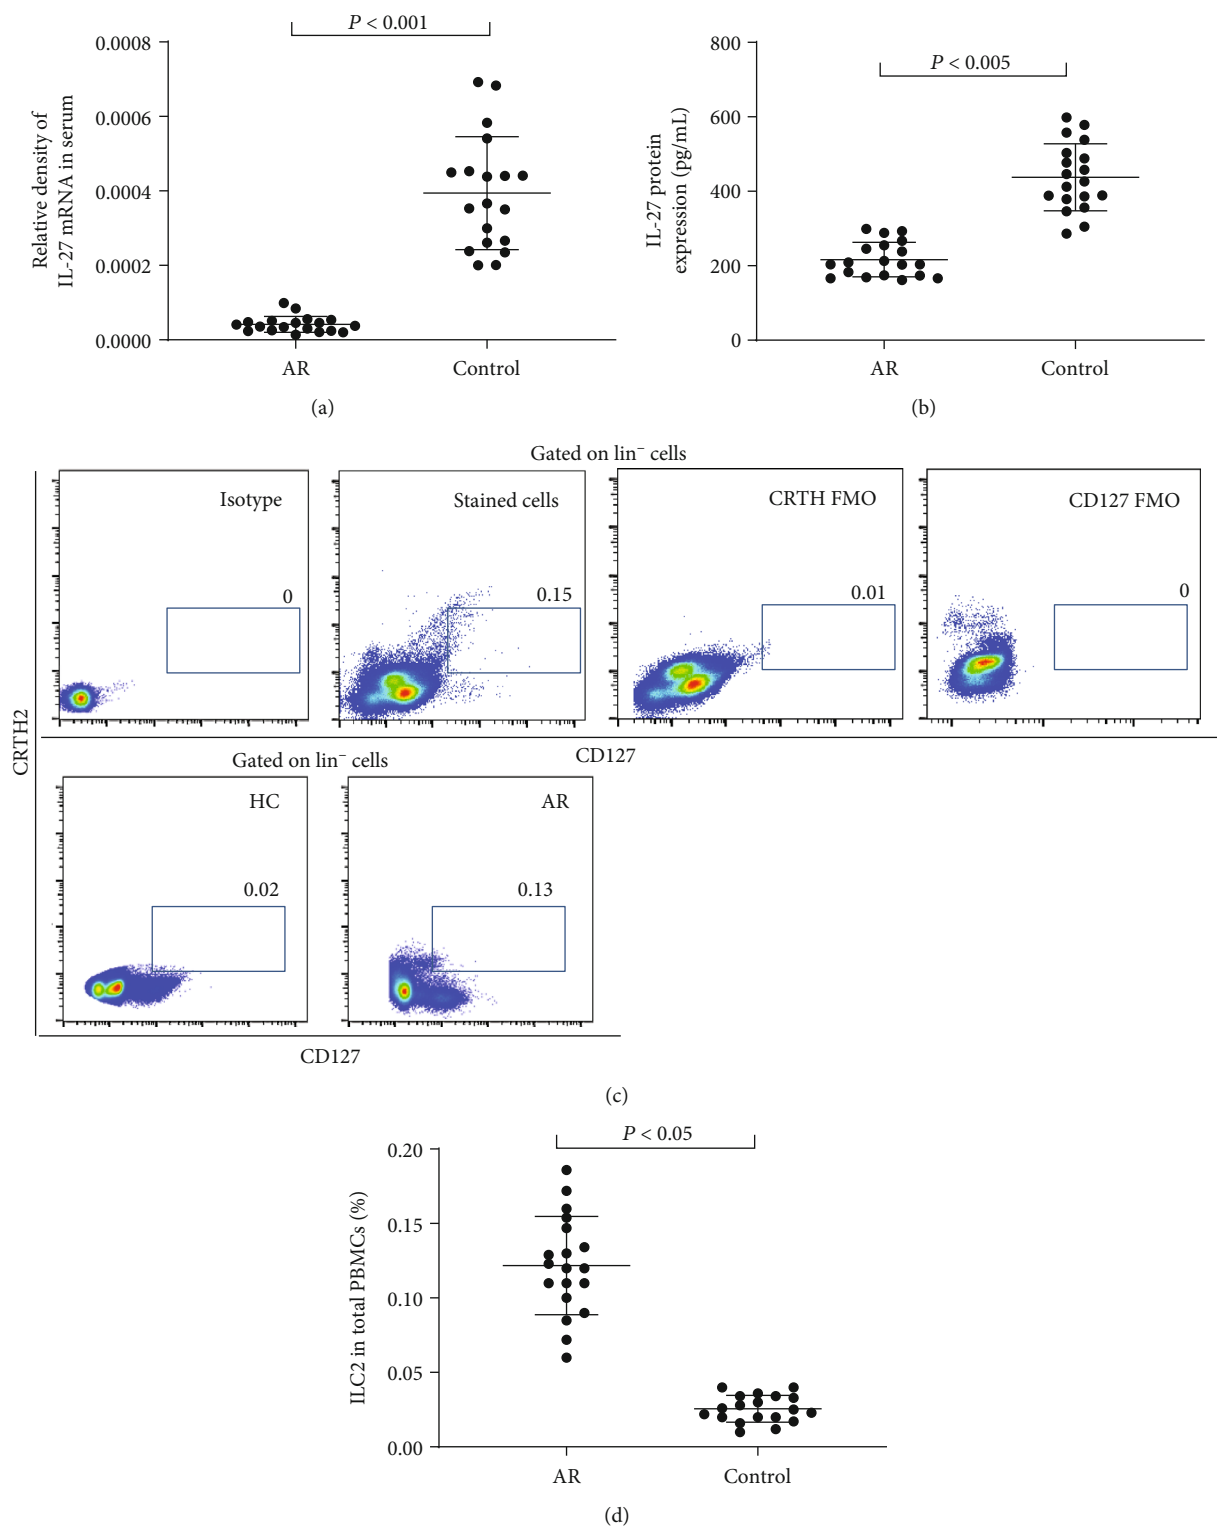 P < 0.001
0.0008
0.0006
0.0004
0.0002
0.0000
Relative density of
IL-27 mRNA in serum
AR
Control
(a)
P < 0.005
800
600
400
200
0
IL-27 protein
expression (pg/mL)
AR
Control
(b)
Gated on lin⁻ cells
Isotype
0
Stained cells
0.15
CRTH FMO
0.01
CD127 FMO
0
CRTH2
CD127
Gated on lin⁻ cells
HC
0.02
AR
0.13
CD127
(c)
P < 0.05
0.20
0.15
0.10
0.05
0.00
ILC2 in total PBMCs (%)
AR
Control
(d)